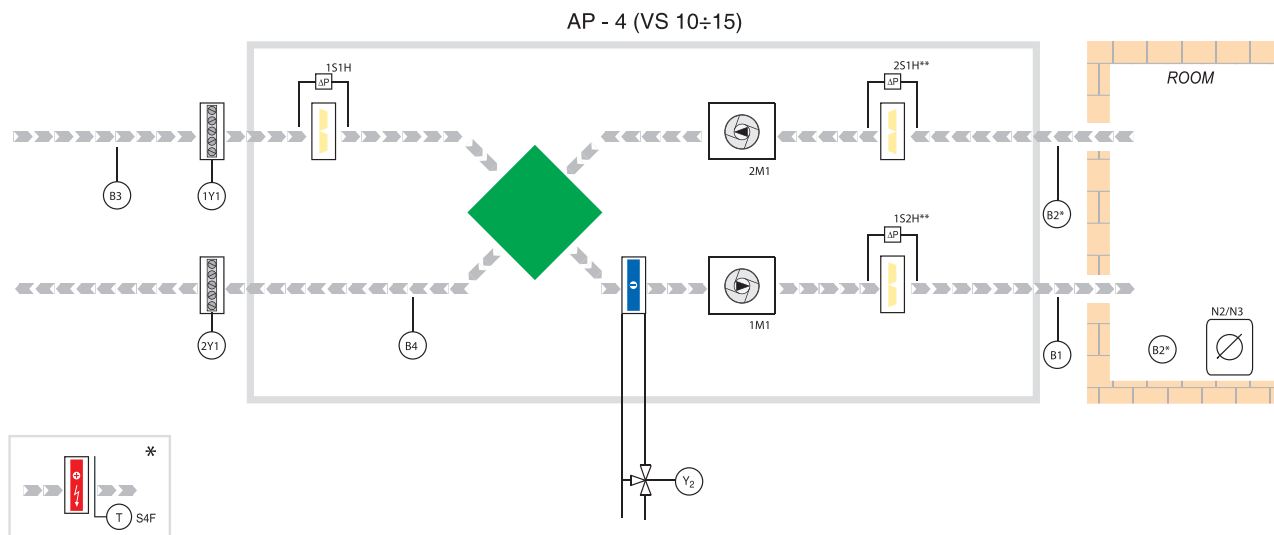 AP - 4 (VS 10÷15)
1S1H
ΔP
2S1H**
ΔP
ROOM
2M1
B3
1Y1
B2*
1S2H**
ΔP
1M1
2Y1
B4
B1
B2*
N2/N3
*
T
S4F
Y₂